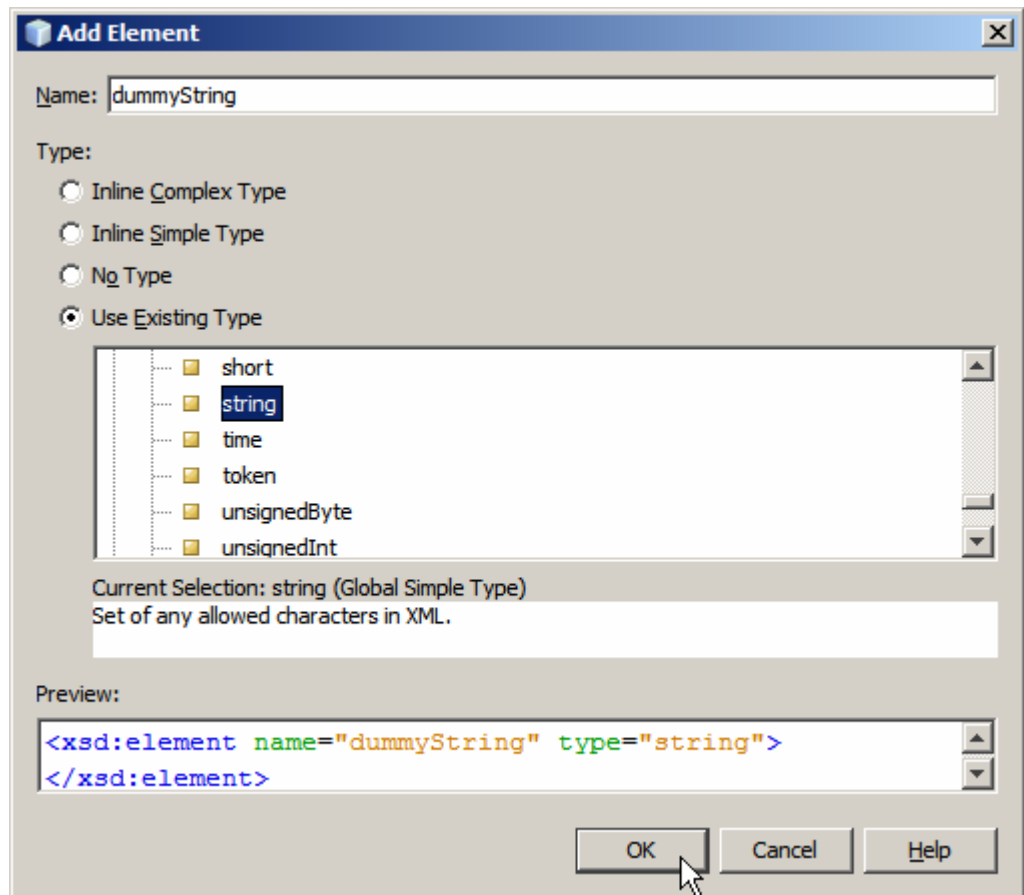 Add Element
Name: dummyString
Type:
Inline Complex Type
Inline Simple Type
No Type
Use Existing Type
short
string
time
token
unsignedByte
unsignedInt
Current Selection: string (Global Simple Type)
Set of any allowed characters in XML.
Preview:
<xsd:element name="dummyString" type="string">
</xsd:element>
OK Cancel Help